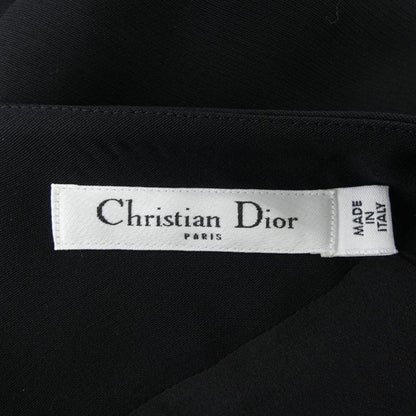 Christian Dior
PARIS
MADE
IN
ITALY